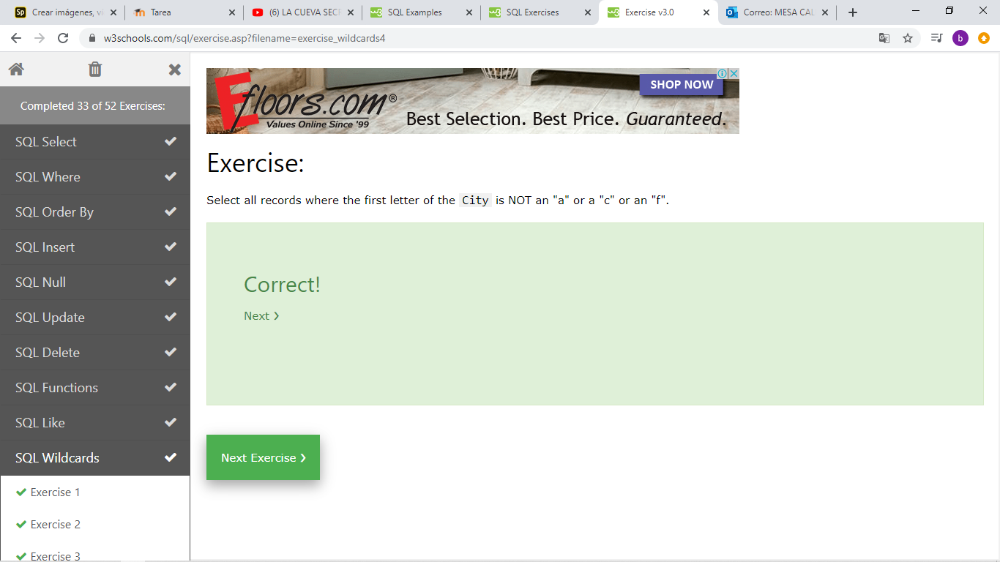 Crear imágenes, ví
Tarea
(6) LA CUEVA SECR
SQL Examples
SQL Exercises
Exercise v3.0
Correo: MESA CAL
w3schools.com/sql/exercise.asp?filename=exercise_wildcards4
b
Completed 33 of 52 Exercises:
SQL Select
SQL Where
SQL Order By
SQL Insert
SQL Null
SQL Update
SQL Delete
SQL Functions
SQL Like
SQL Wildcards
Exercise 1
Exercise 2
Exercise 3
Efloors.com®
Values Online Since '99
SHOP NOW
Best Selection. Best Price. Guaranteed.
Exercise:
Select all records where the first letter of the City is NOT an "a" or a "c" or an "f".
Correct!
Next ❯
Next Exercise ❯